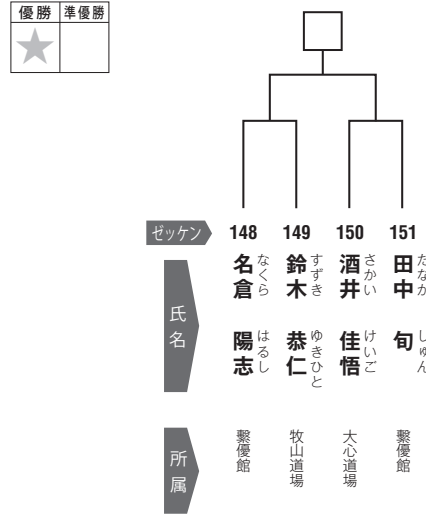 優勝 準優勝
★
ゼッケン 148 149 150 151
氏名
名倉 陽志 なくら はるし
鈴木 恭仁 すずき ゆきひと
酒井 佳悟 さかい けいご
田中 旬 たなか しゅん
所属
繫優館
牧山道場
大心道場
繫優館